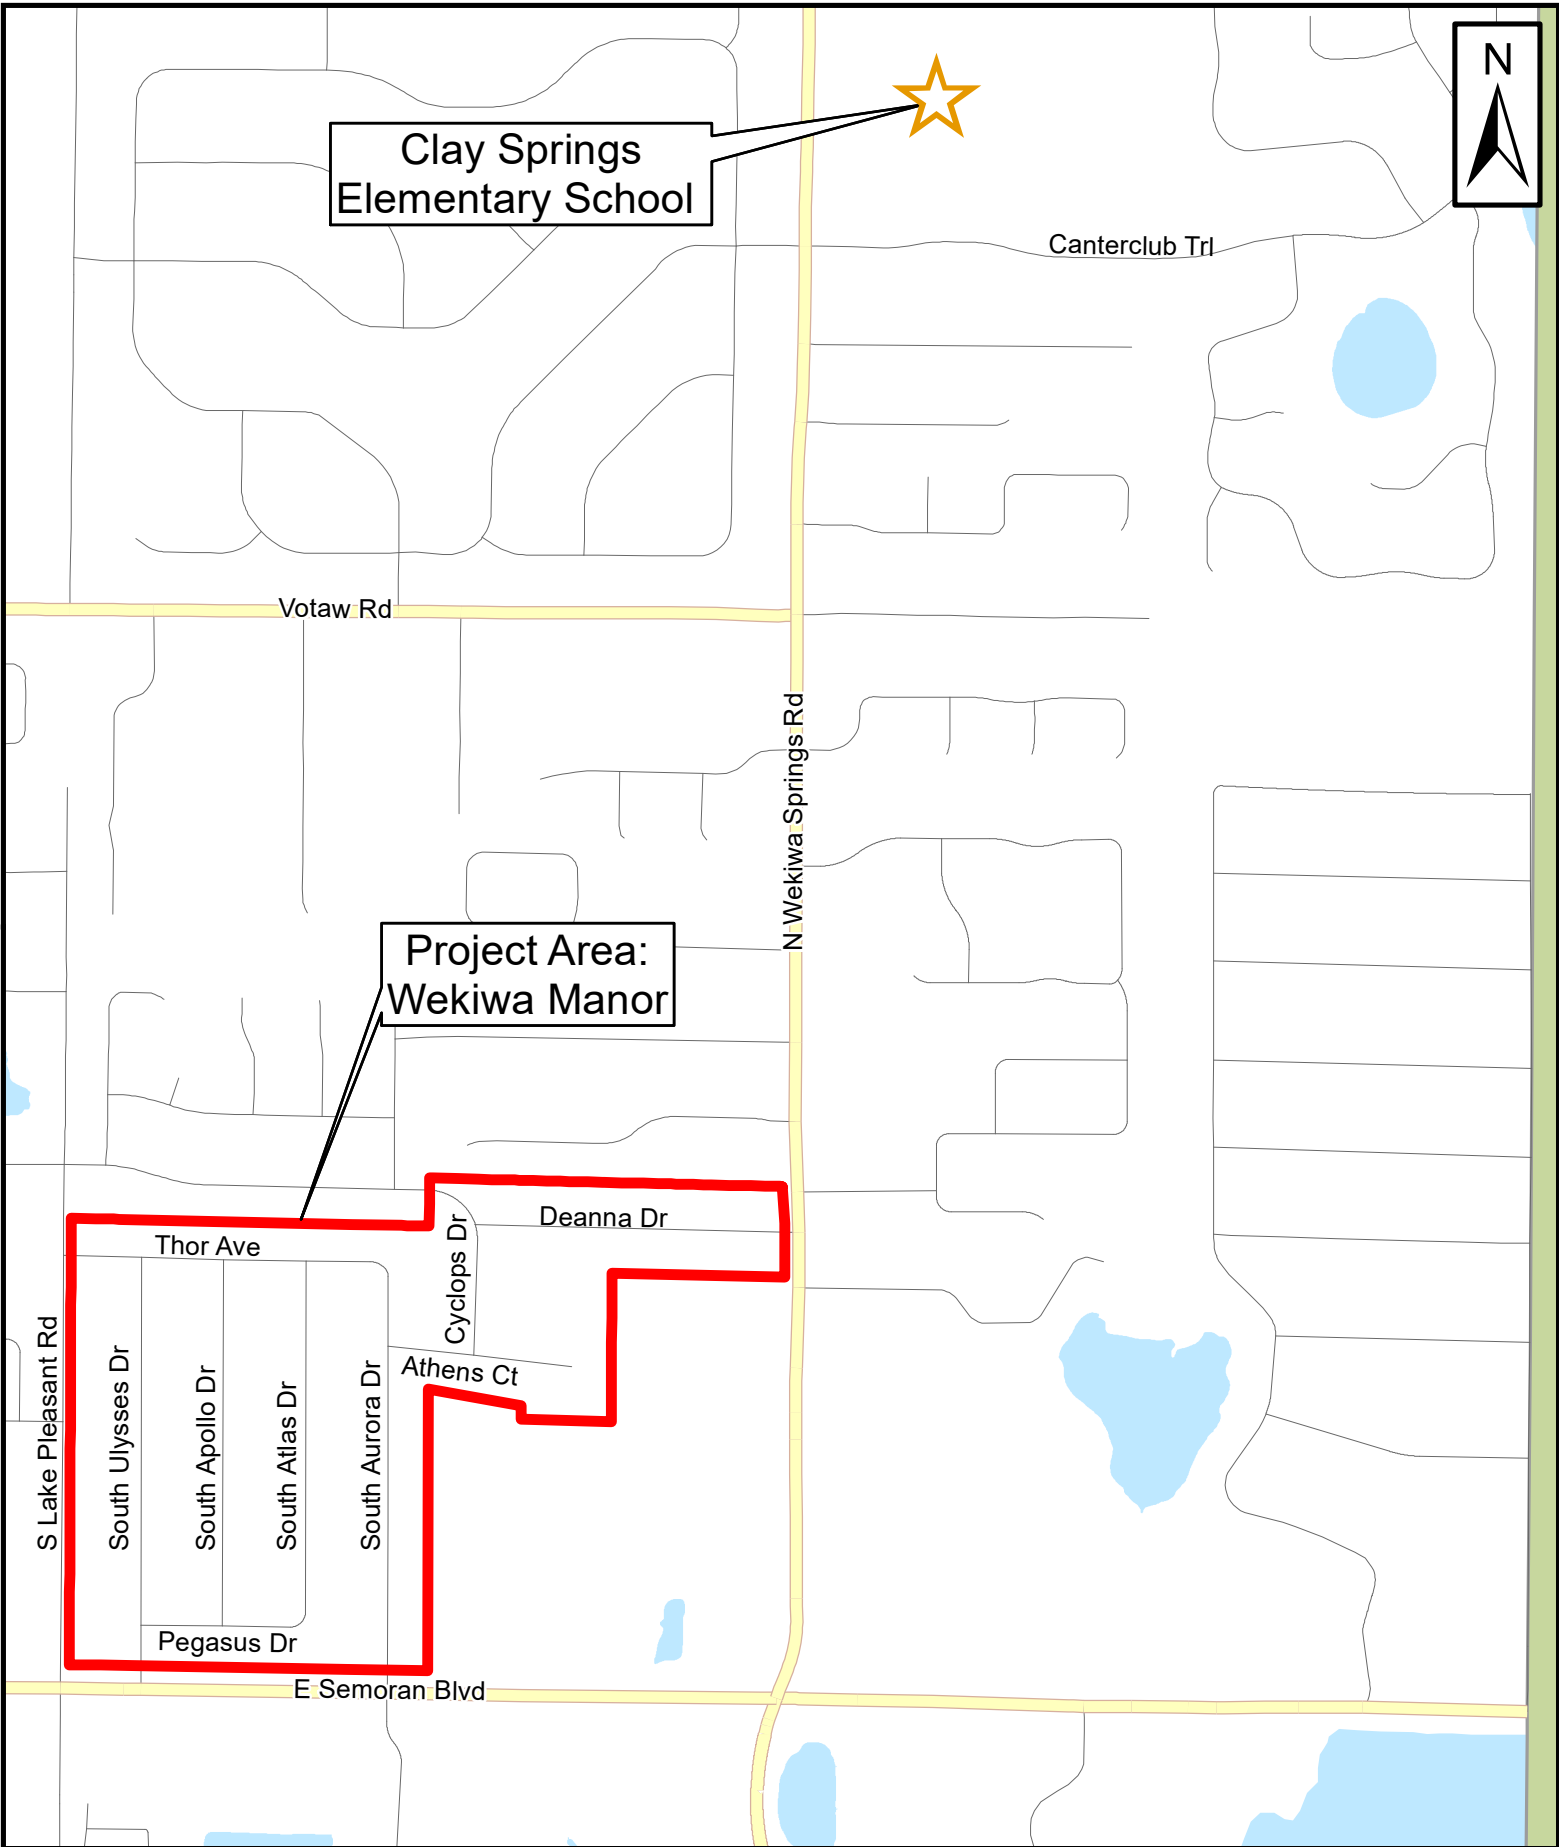 N
Clay Springs
Elementary School
Canterclub Trl
Votaw Rd
N Wekiwa Springs Rd
Project Area:
Wekiwa Manor
Deanna Dr
Thor Ave
Cyclops Dr
Athens Ct
S Lake Pleasant Rd
South Ulysses Dr
South Apollo Dr
South Atlas Dr
South Aurora Dr
Pegasus Dr
E Semoran Blvd